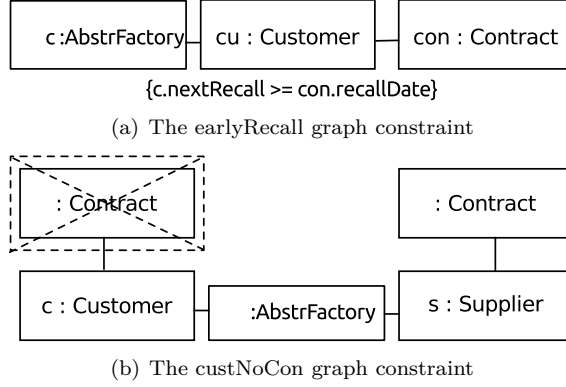 c :AbstrFactory cu : Customer con : Contract
{c.nextRecall >= con.recallDate}
(a) The earlyRecall graph constraint
: Contract : Contract
c : Customer :AbstrFactory s : Supplier
(b) The custNoCon graph constraint